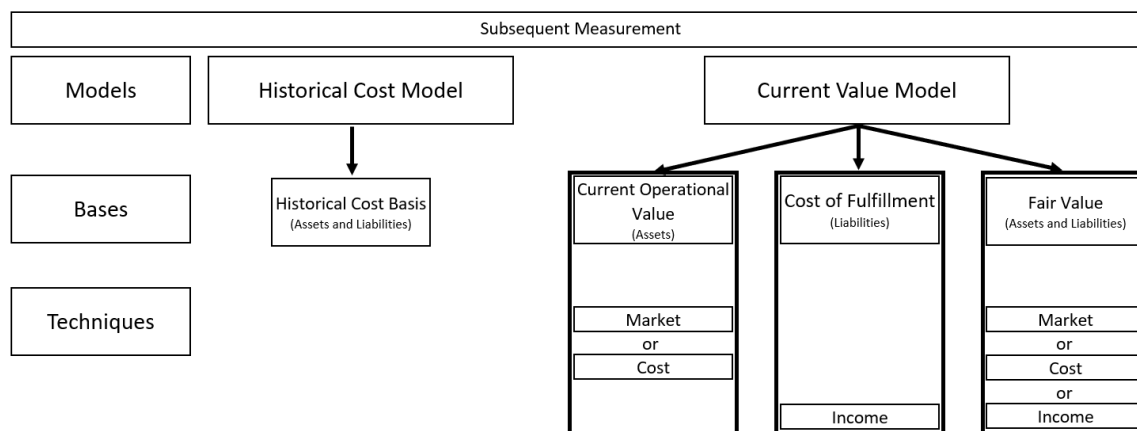 Subsequent Measurement
Models
Historical Cost Model
Current Value Model
Bases
Historical Cost Basis
(Assets and Liabilities)
Current Operational
Value
(Assets)
Cost of Fulfillment
(Liabilities)
Fair Value
(Assets and Liabilities)
Techniques
Market
or
Cost
Income
Market
or
Cost
or
Income